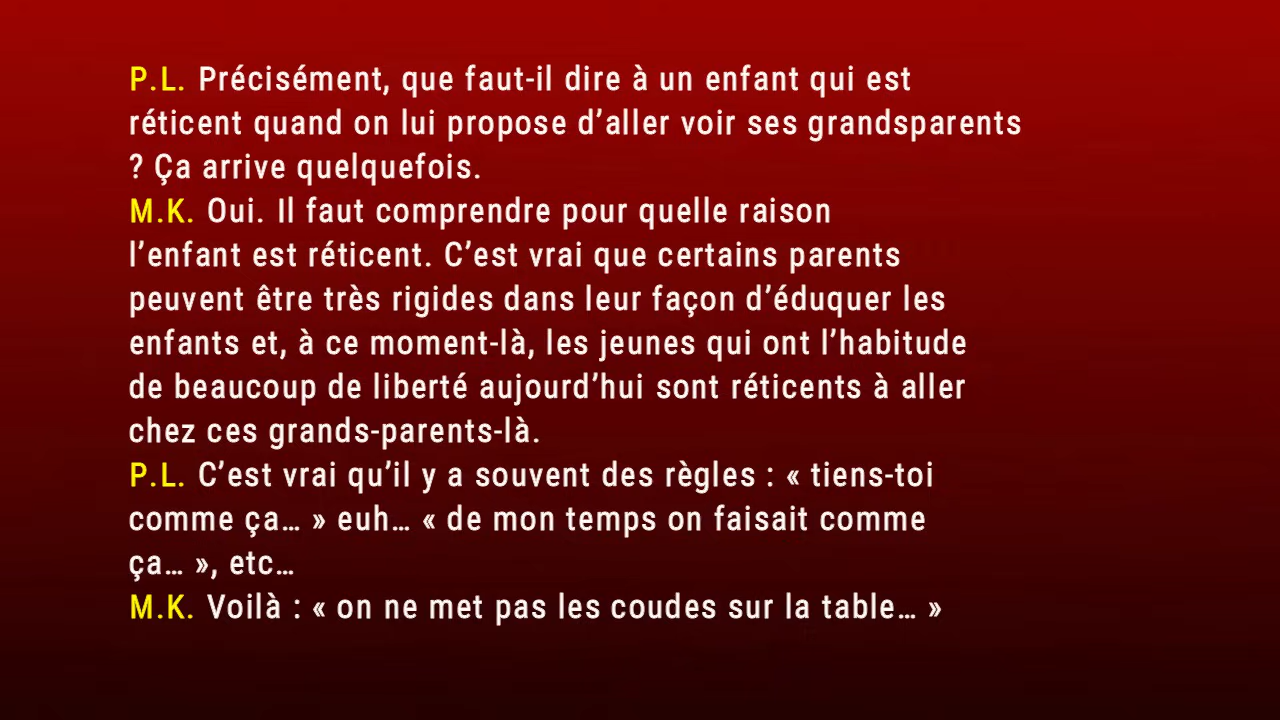 P.L. Précisément, que faut-il dire à un enfant qui est
réticent quand on lui propose d’aller voir ses grandsparents
? Ça arrive quelquefois.
M.K. Oui. Il faut comprendre pour quelle raison
l’enfant est réticent. C’est vrai que certains parents
peuvent être très rigides dans leur façon d’éduquer les
enfants et, à ce moment-là, les jeunes qui ont l’habitude
de beaucoup de liberté aujourd’hui sont réticents à aller
chez ces grands-parents-là.
P.L. C’est vrai qu’il y a souvent des règles : « tiens-toi
comme ça… » euh… « de mon temps on faisait comme
ça… », etc…
M.K. Voilà : « on ne met pas les coudes sur la table… »